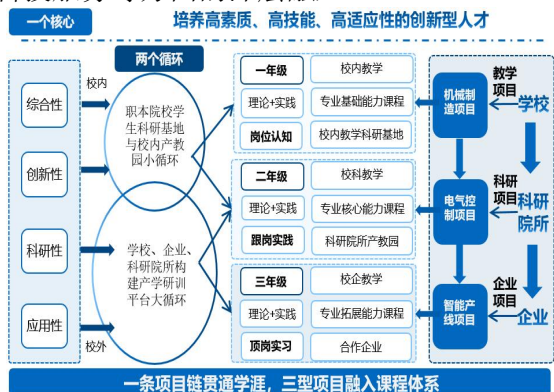 一个核心
培养高素质、高技能、高适应性的创新型人才
综合性
创新性
科研性
应用性
校内
校外
两个循环
职本院校学
生科研基地
与校内产教
园小循环
学校、企业、
科研院所构
建产学研训
平台大循环
一年级
校内教学
理论+实践
专业基础能力课程
岗位认知
校内教学科研基地
二年级
校科教学
理论+实践
专业核心能力课程
跟岗实践
科研院所产教园
三年级
校企教学
理论+实践
专业拓展能力课程
顶岗实习
合作企业
机械制
造项目
电气控
制项目
智能产
线项目
教学
项目
学校
科研
项目
科研
院所
企业
项目
企业
一条项目链贯通学涯，三型项目融入课程体系